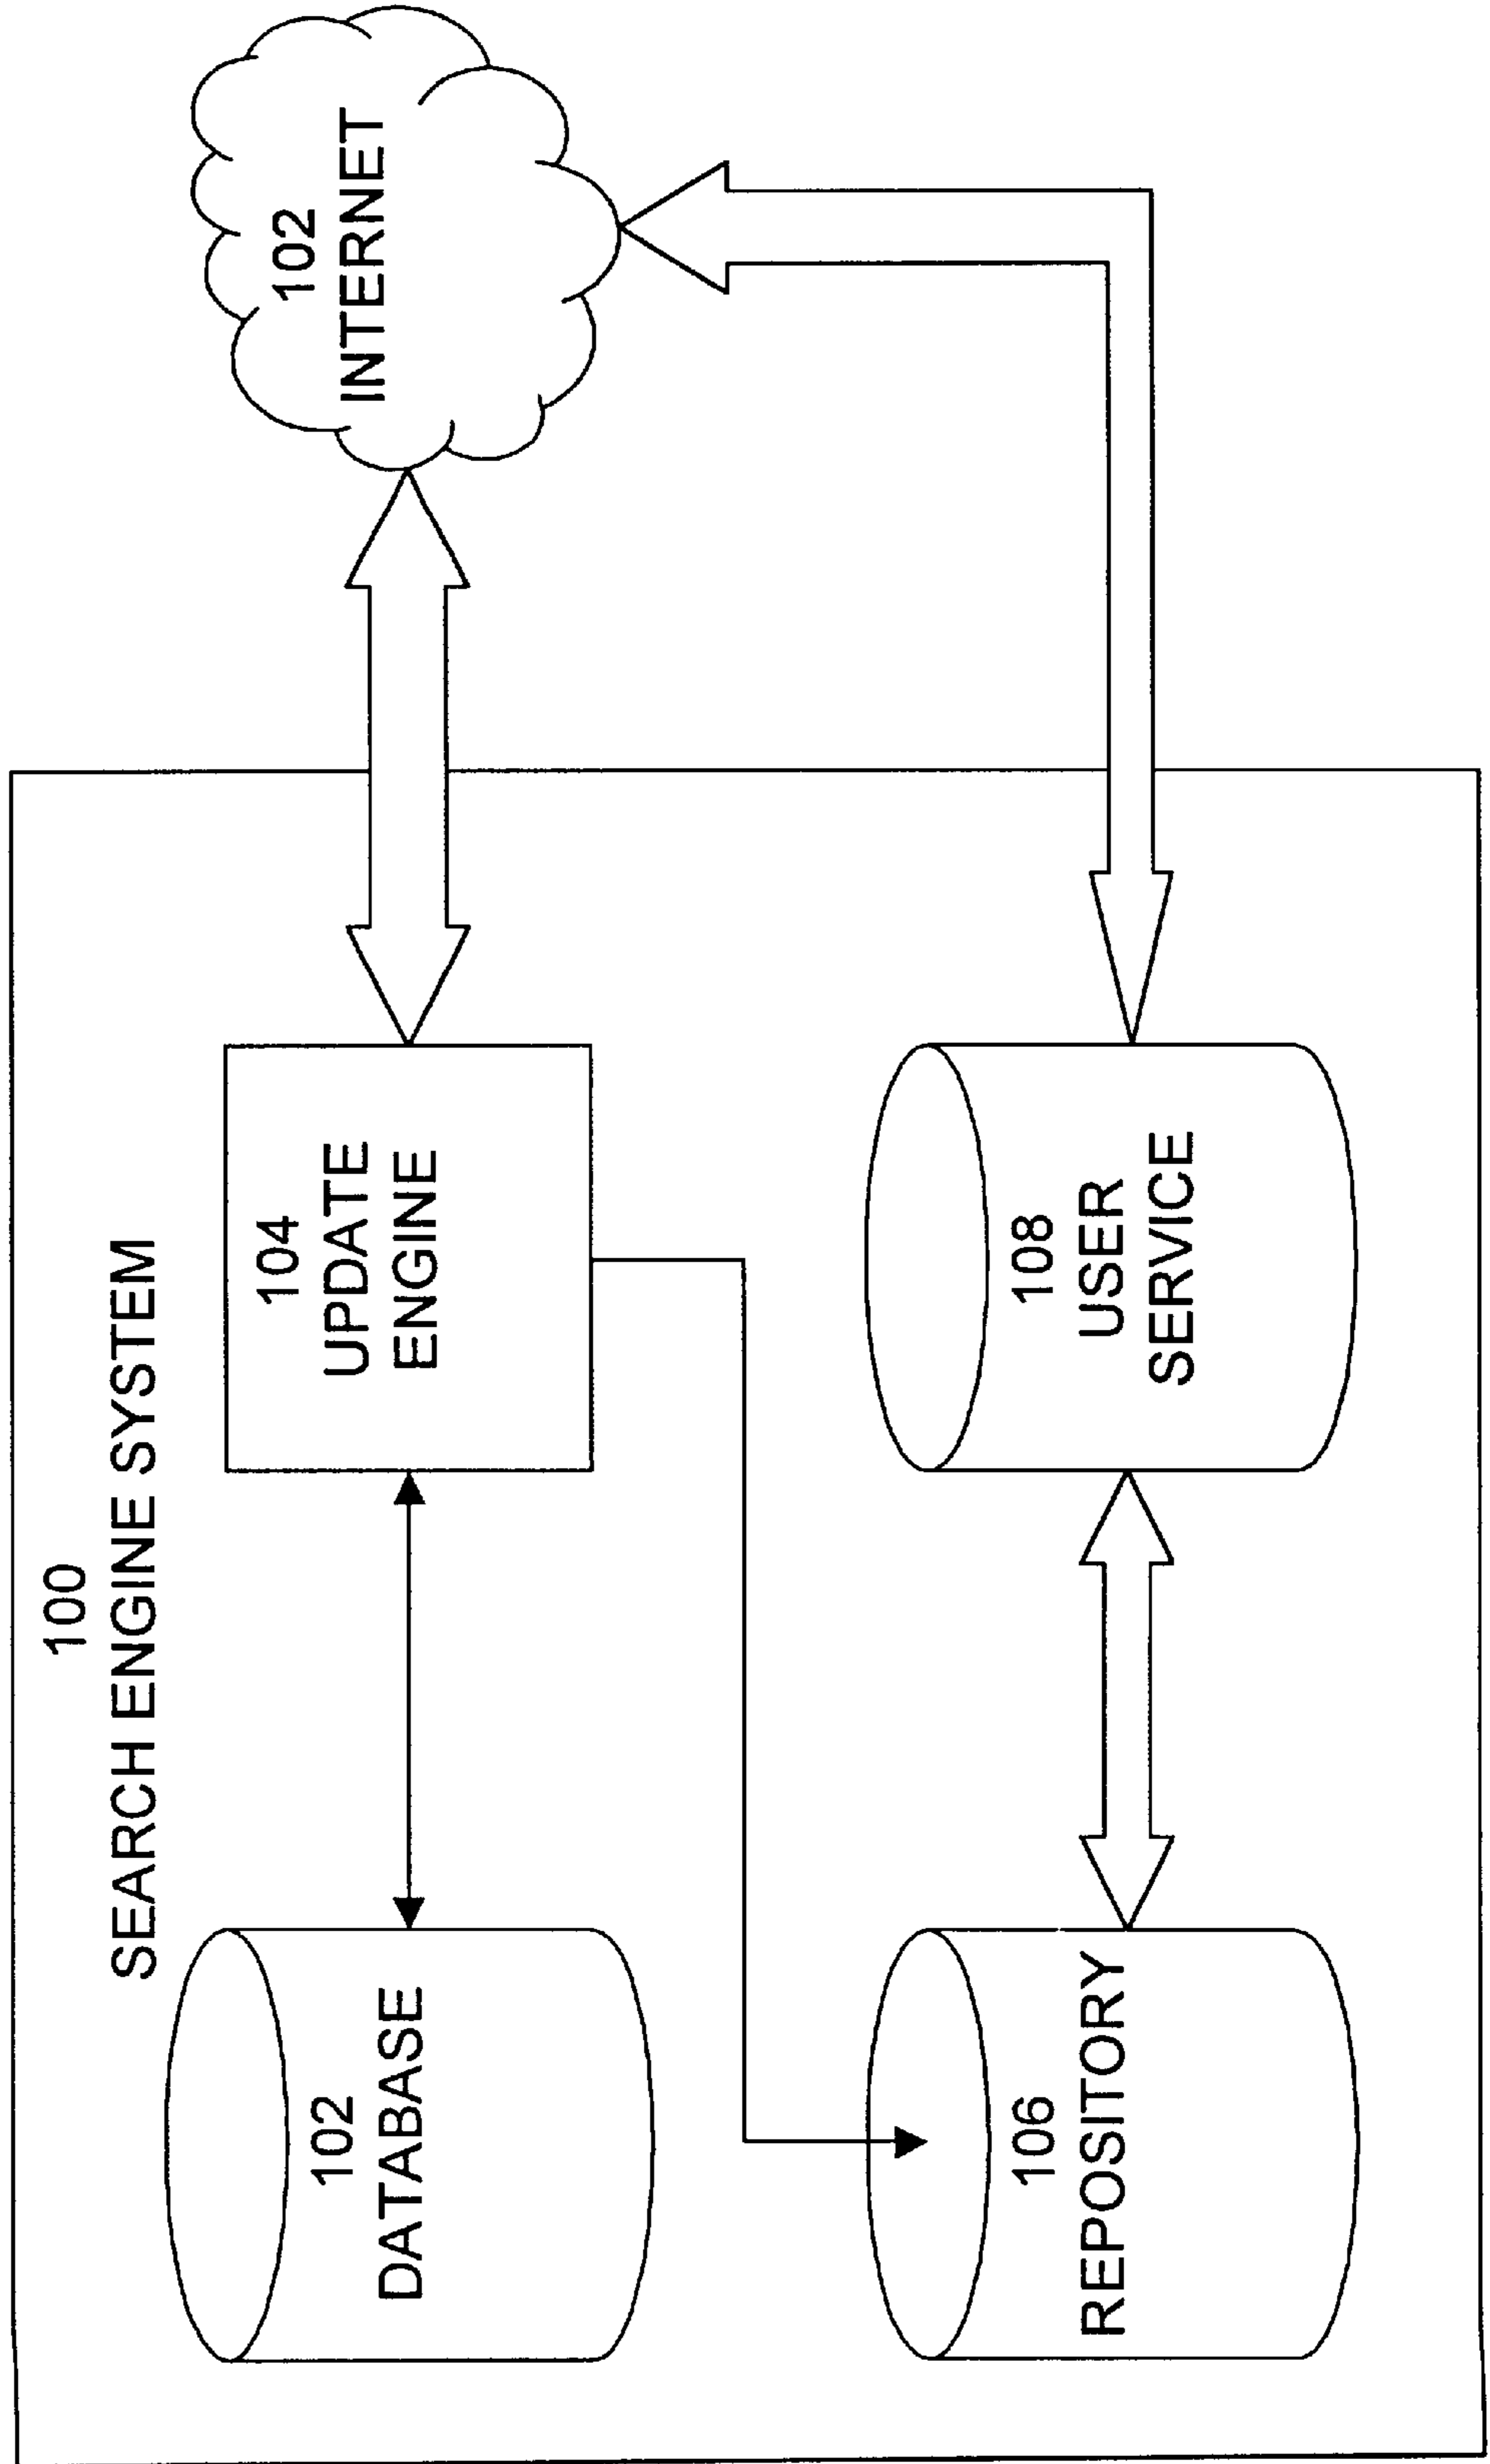 100
SEARCH ENGINE SYSTEM
102
DATABASE
104
UPDATE
ENGINE
102
INTERNET
106
REPOSITORY
108
USER
SERVICE